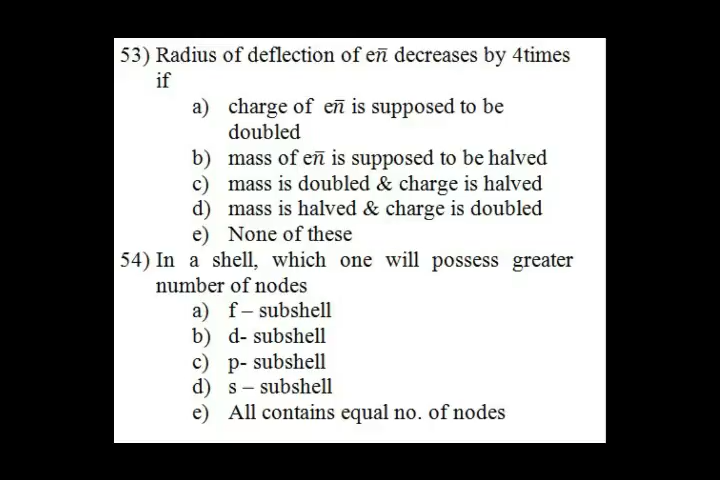 53) Radius of deflection of en̄ decreases by 4times
if
a) charge of en̄ is supposed to be
doubled
b) mass of en̄ is supposed to be halved
c) mass is doubled & charge is halved
d) mass is halved & charge is doubled
e) None of these
54) In a shell, which one will possess greater
number of nodes
a) f – subshell
b) d- subshell
c) p- subshell
d) s – subshell
e) All contains equal no. of nodes